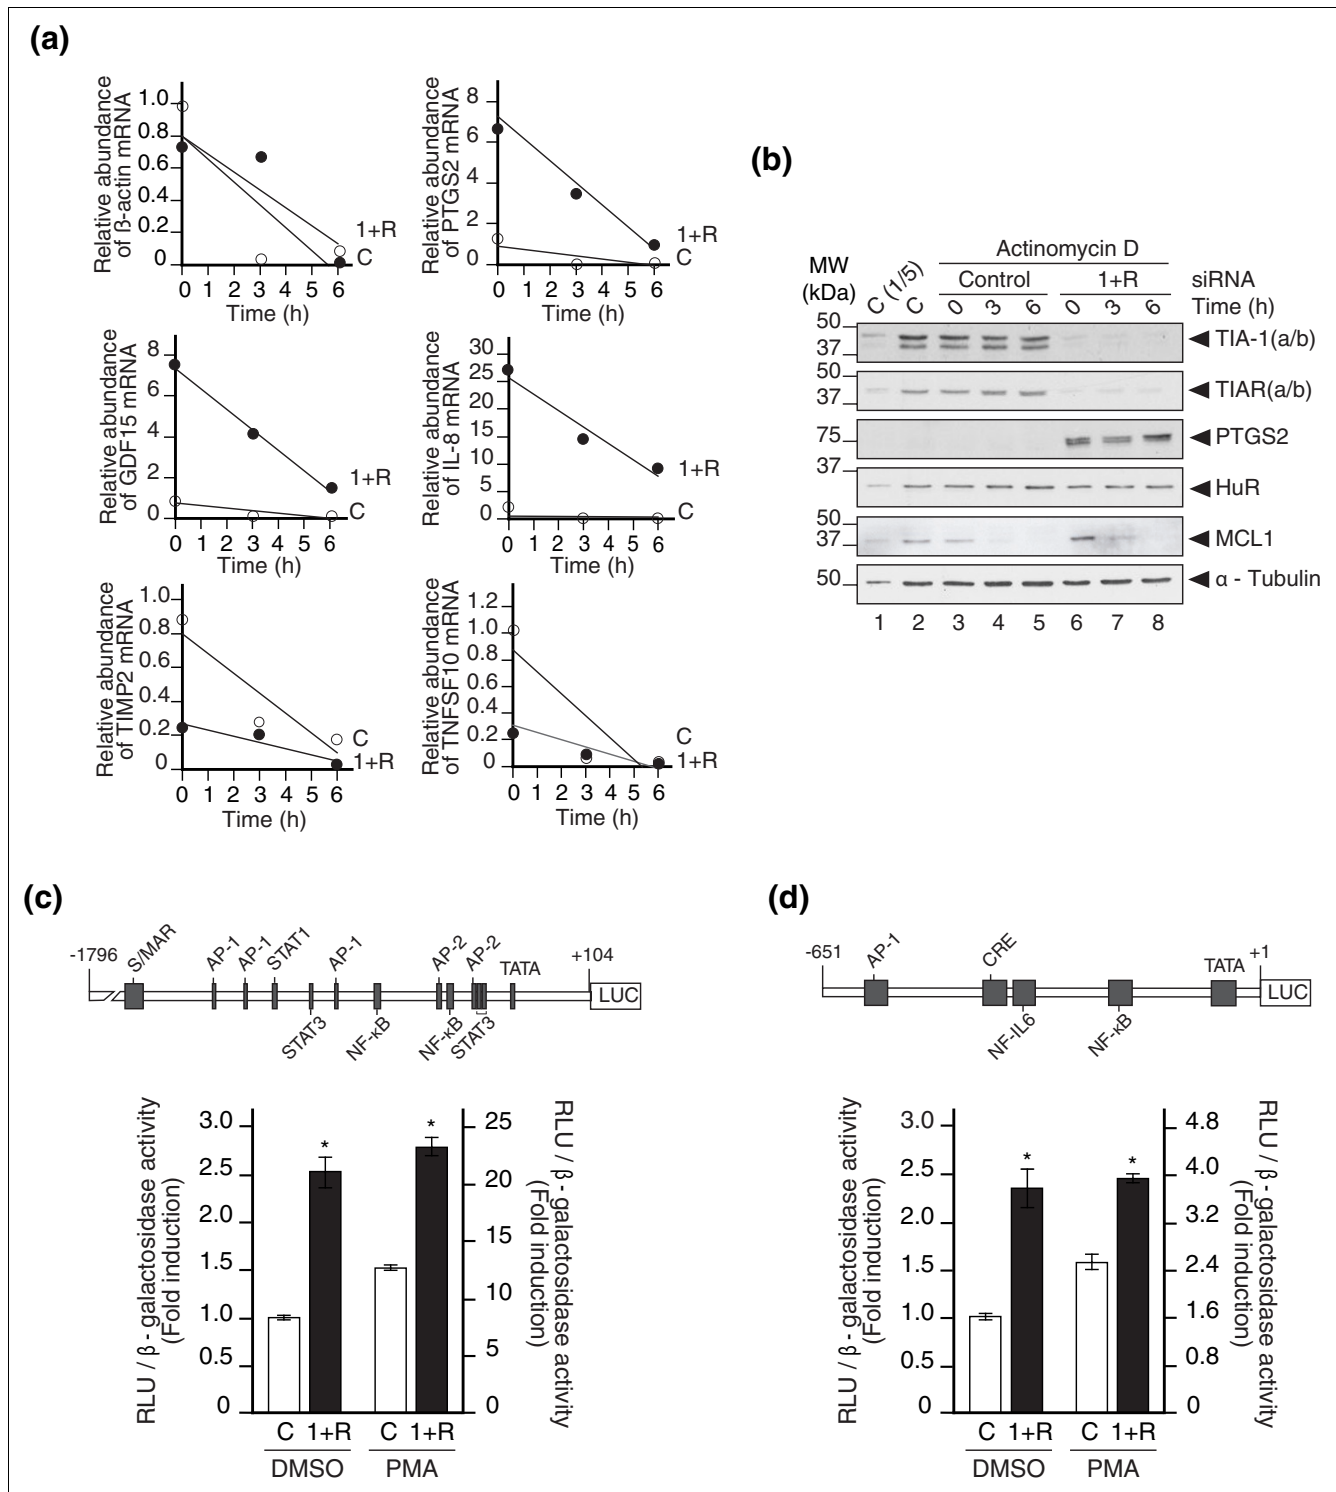 (a)
Relative abundance
of ß-actin mRNA
1.0
0.8
0.6
0.4
0.2
0
0 1 2 3 4 5 6
Time (h)
1+R
C
Relative abundance
of PTGS2 mRNA
8
6
4
2
0
0 1 2 3 4 5 6
Time (h)
1+R
C
Relative abundance
of GDF15 mRNA
8
6
4
2
0
0 1 2 3 4 5 6
Time (h)
1+R
C
Relative abundance
of IL-8 mRNA
30
25
20
15
10
5
0
0 1 2 3 4 5 6
Time (h)
1+R
C
Relative abundance
of TIMP2 mRNA
1.0
0.8
0.6
0.4
0.2
0
0 1 2 3 4 5 6
Time (h)
C
1+R
Relative abundance
of TNFSF10 mRNA
1.2
1.0
0.8
0.6
0.4
0.2
0
0 1 2 3 4 5 6
Time (h)
C
1+R
(b)
Actinomycin D
MW
(kDa)
C (1/5)
C
Control
1+R
siRNA
0 3 6 0 3 6
Time (h)
50
37
TIA-1(a/b)
50
37
TIAR(a/b)
75
PTGS2
37
HuR
50
37
MCL1
50
α - Tubulin
1 2 3 4 5 6 7 8
(c)
-1796
S/MAR
AP-1
AP-1
STAT1
AP-1
AP-2
AP-2
TATA
+104
LUC
STAT3
NF-κB
NF-κB
STAT3
RLU / β - galactosidase activity
(Fold induction)
3.0
2.5
2.0
1.5
1.0
0.5
0
* *
25
20
15
10
5
0
RLU / β - galactosidase activity
(Fold induction)
C 1+R C 1+R
DMSO PMA
(d)
-651
AP-1
CRE
TATA
+1
LUC
NF-IL6
NF-κB
RLU / β - galactosidase activity
(Fold induction)
3.0
2.5
2.0
1.5
1.0
0.5
0
* *
4.8
4.0
3.2
2.4
1.6
0.8
0
RLU / β - galactosidase activity
(Fold induction)
C 1+R C 1+R
DMSO PMA